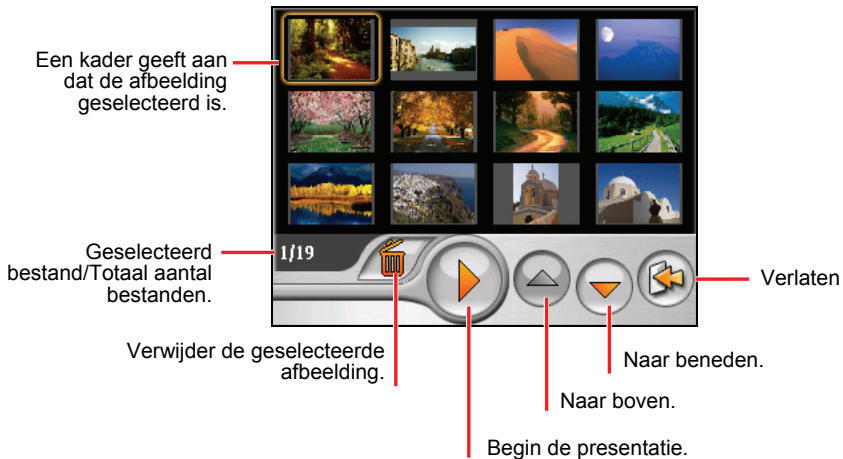 Een kader geeft aan
dat de afbeelding
geselecteerd is.
Geselecteerd
bestand/Totaal aantal
bestanden.
1/19
Verlaten
Verwijder de geselecteerde
afbeelding.
Naar beneden.
Naar boven.
Begin de presentatie.